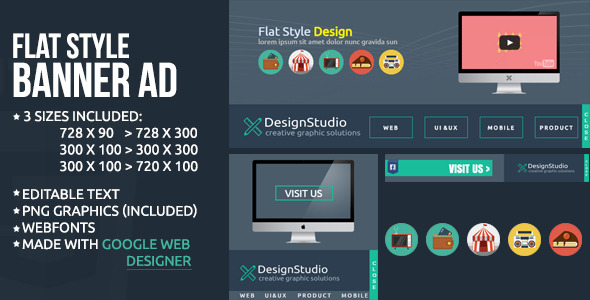 FLAT STYLE
BANNER AD
★ 3 SIZES INCLUDED:
728 X 90 > 728 X 300
300 X 100 > 300 X 300
300 X 100 > 720 X 100
★ EDITABLE TEXT
★ PNG GRAPHICS (INCLUDED)
★ WEBFONTS
★ MADE WITH GOOGLE WEB
DESIGNER
Flat Style Design
lorem ipsum sit amet dolor nunc gravida sun
YouTube
DesignStudio
creative graphic solutions
WEB
UI&UX
MOBILE
PRODUCT
CLOSE
VISIT US
DesignStudio
creative graphic solutions
WEB UI&UX PRODUCT MOBILE
CLOSE
VISIT US >
DesignStudio
creative graphic solutions